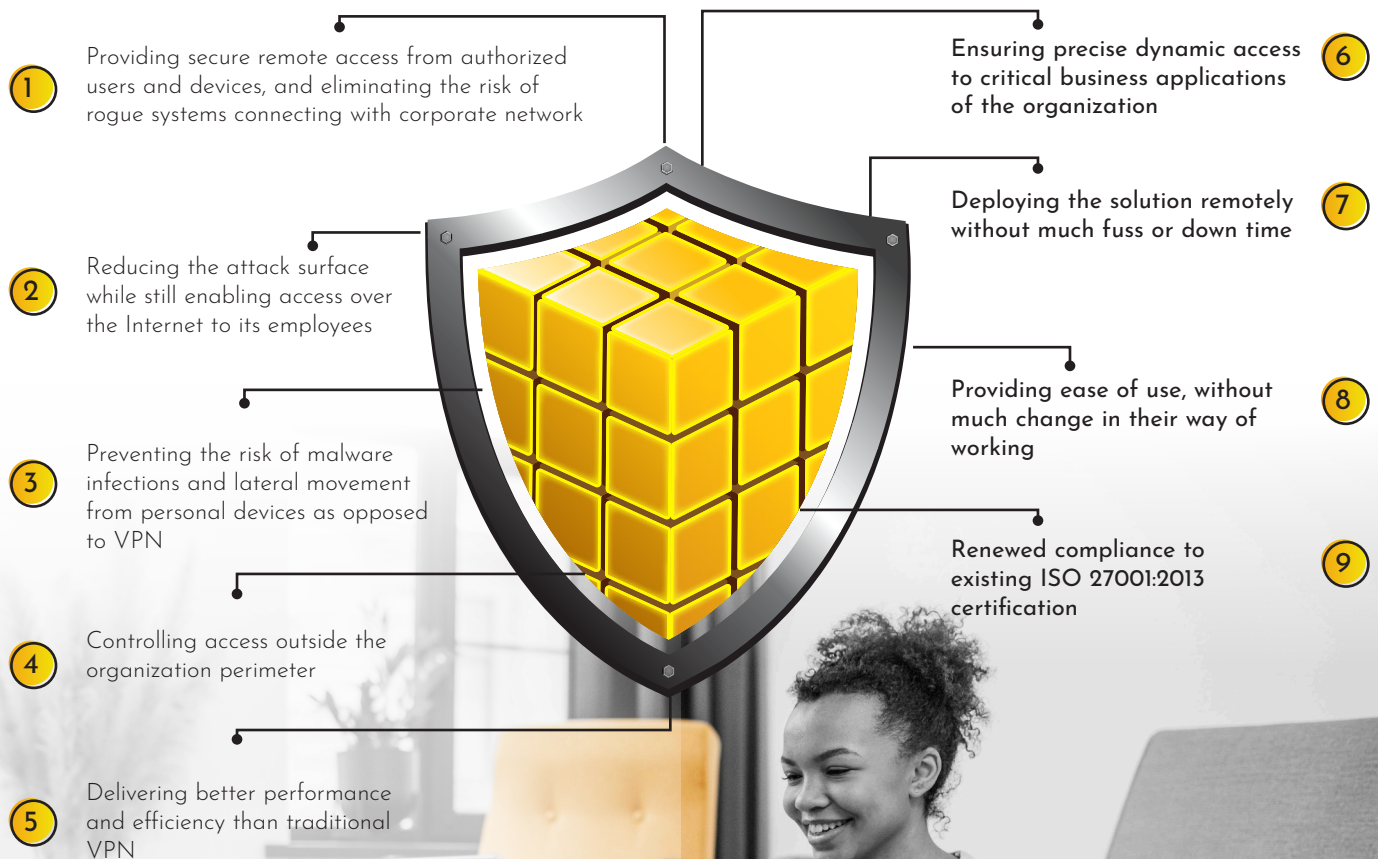 1
Providing secure remote access from authorized
users and devices, and eliminating the risk of
rogue systems connecting with corporate network
2
Reducing the attack surface
while still enabling access over
the Internet to its employees
3
Preventing the risk of malware
infections and lateral movement
from personal devices as opposed
to VPN
4
Controlling access outside the
organization perimeter
5
Delivering better performance
and efficiency than traditional
VPN
6
Ensuring precise dynamic access
to critical business applications
of the organization
7
Deploying the solution remotely
without much fuss or down time
8
Providing ease of use, without
much change in their way of
working
9
Renewed compliance to
existing ISO 27001:2013
certification